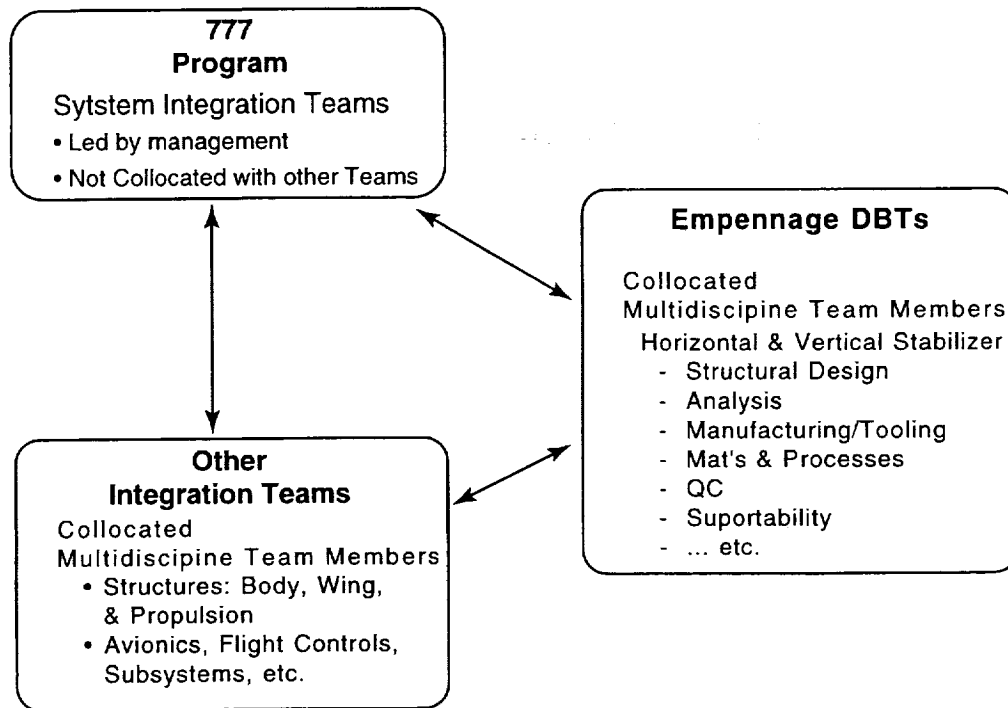 777
Program
Sytstem Integration Teams
• Led by management
• Not Collocated with other Teams
Empennage DBTs
Collocated
Multidiscipine Team Members
Horizontal & Vertical Stabilizer
- Structural Design
- Analysis
- Manufacturing/Tooling
- Mat's & Processes
- QC
- Suportability
- ... etc.
Other
Integration Teams
Collocated
Multidiscipine Team Members
• Structures: Body, Wing,
& Propulsion
• Avionics, Flight Controls,
Subsystems, etc.